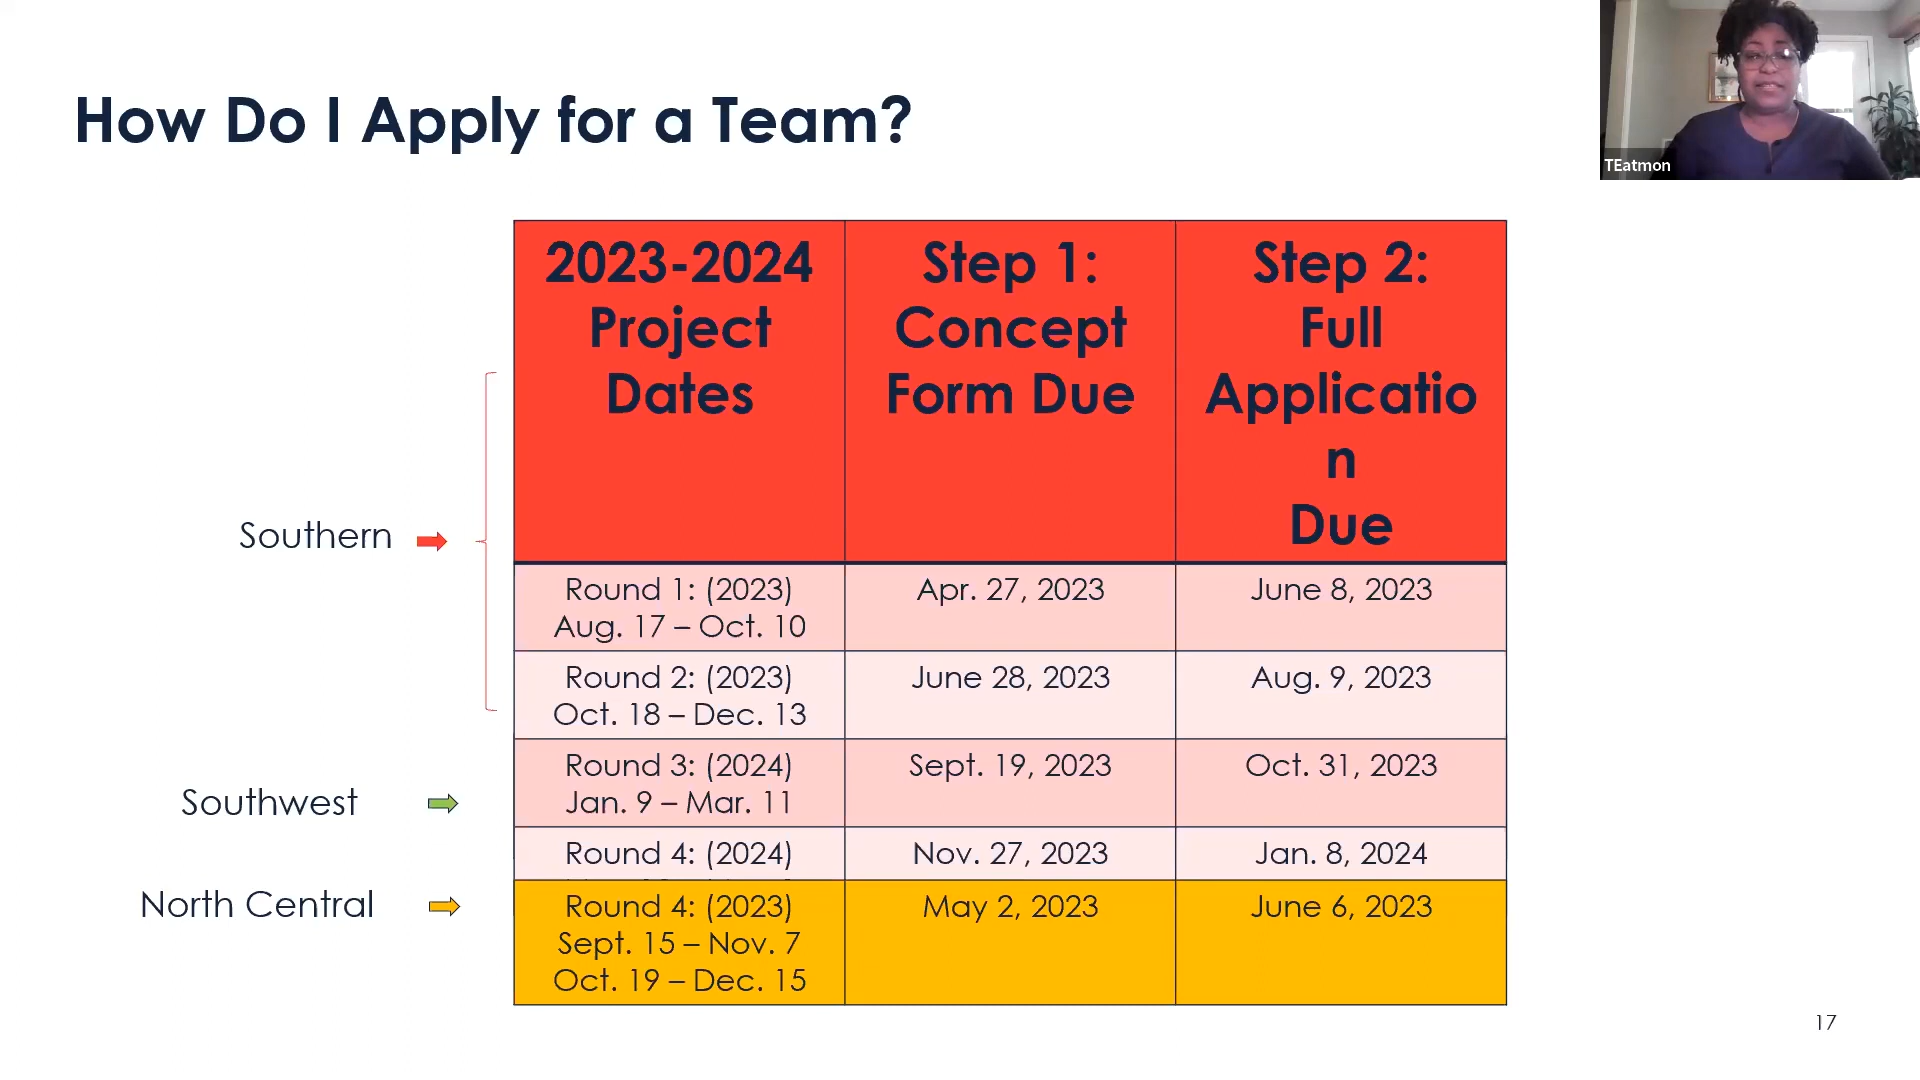 How Do I Apply for a Team?
TEatmon
2023-2024
Project
Dates
Step 1:
Concept
Form Due
Step 2:
Full
Applicatio
n
Due
Southern
Round 1: (2023)
Aug. 17 – Oct. 10
Apr. 27, 2023
June 8, 2023
Round 2: (2023)
Oct. 18 – Dec. 13
June 28, 2023
Aug. 9, 2023
Southwest
Round 3: (2024)
Jan. 9 – Mar. 11
Sept. 19, 2023
Oct. 31, 2023
Round 4: (2024)
Nov. 27, 2023
Jan. 8, 2024
North Central
Round 4: (2023)
Sept. 15 – Nov. 7
Oct. 19 – Dec. 15
May 2, 2023
June 6, 2023
17